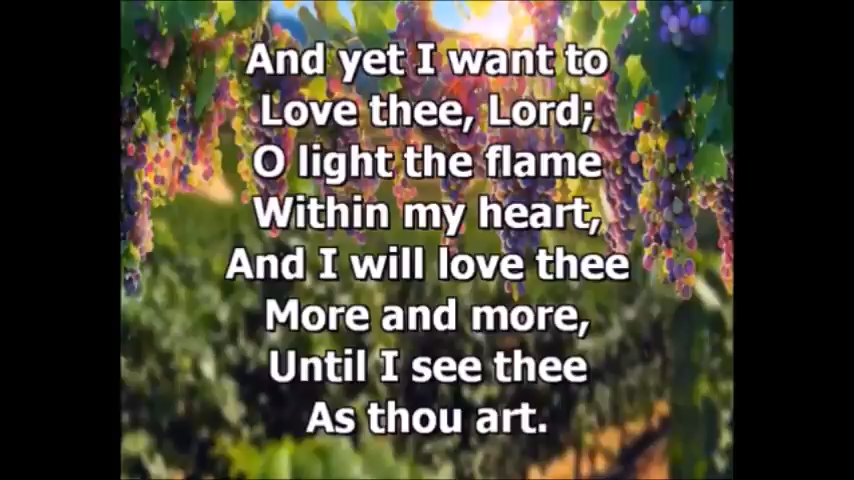 And yet I want to
Love thee, Lord;
O light the flame
Within my heart,
And I will love thee
More and more,
Until I see thee
As thou art.